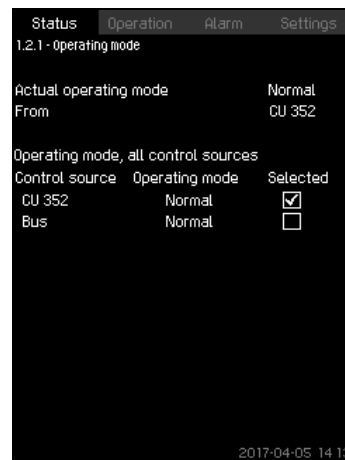 Status Operation Alarm Settings
1.2.1 - Operating mode
Actual operating mode Normal
From CU 352
Operating mode, all control sources
Control source Operating mode Selected
CU 352 Normal
Bus Normal
2017-04-05 14